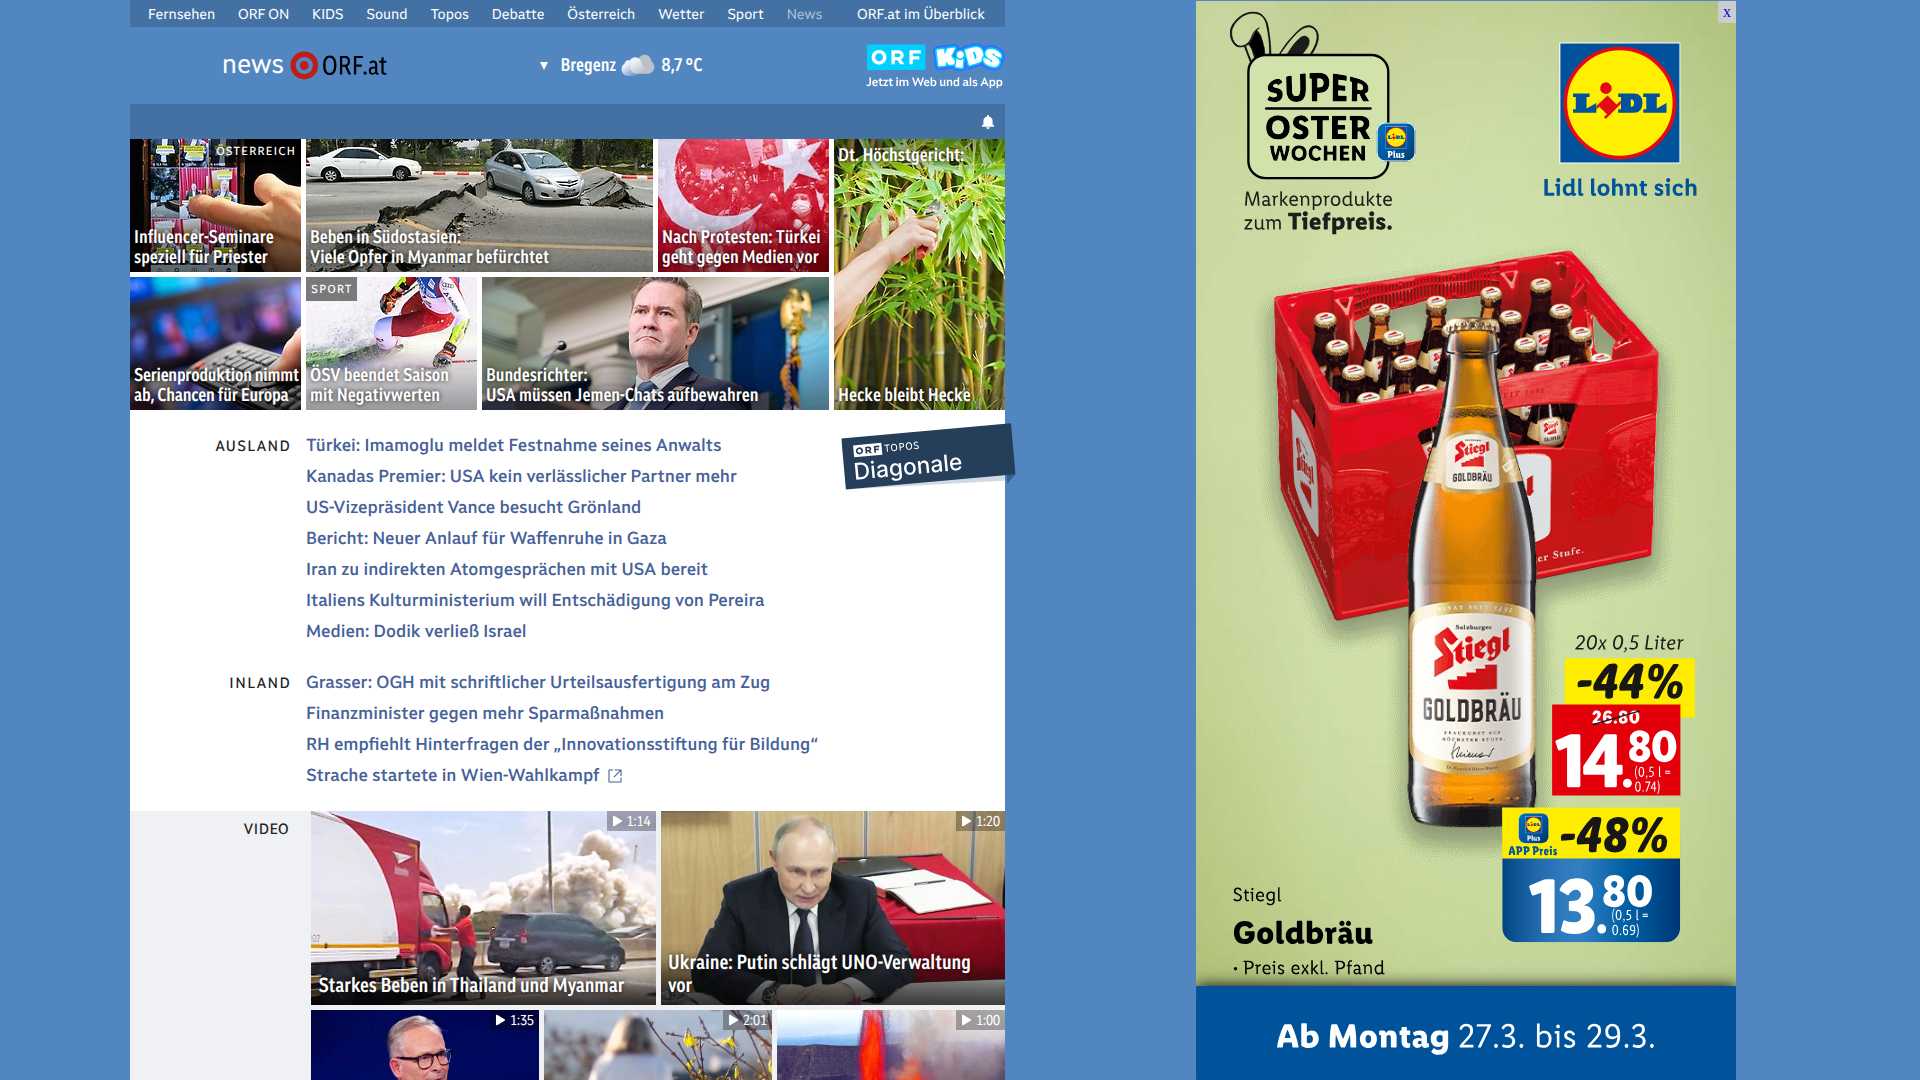 Fernsehen ORF ON KIDS Sound Topos Debatte Österreich Wetter Sport News ORF.at im Überblick
news ORF.at
▼ Bregenz 8,7 °C
ORF KiDS
Jetzt im Web und als App
ÖSTERREICH
Influencer-Seminare
speziell für Priester
Beben in Südostasien:
Viele Opfer in Myanmar befürchtet
Nach Protesten: Türkei
geht gegen Medien vor
Dt. Höchstgericht:
Hecke bleibt Hecke
Serienproduktion nimmt
ab, Chancen für Europa
SPORT
ÖSV beendet Saison
mit Negativwerten
Bundesrichter:
USA müssen Jemen-Chats aufbewahren
AUSLAND
Türkei: Imamoglu meldet Festnahme seines Anwalts
Kanadas Premier: USA kein verlässlicher Partner mehr
US-Vizepräsident Vance besucht Grönland
Bericht: Neuer Anlauf für Waffenruhe in Gaza
Iran zu indirekten Atomgesprächen mit USA bereit
Italiens Kulturministerium will Entschädigung von Pereira
Medien: Dodik verließ Israel
ORF TOPOS
Diagonale
INLAND
Grasser: OGH mit schriftlicher Urteilsausfertigung am Zug
Finanzminister gegen mehr Sparmaßnahmen
RH empfiehlt Hinterfragen der „Innovationsstiftung für Bildung“
Strache startete in Wien-Wahlkampf
VIDEO
1:14
Starkes Beben in Thailand und Myanmar
1:20
Ukraine: Putin schlägt UNO-Verwaltung
vor
1:35
2:01
1:00
x
SUPER
OSTER
WOCHEN
LiDL
Plus
Markenprodukte
zum Tiefpreis.
LiDL
Lidl lohnt sich
er Stufe.
Stiegl
GOLDBRÄU
Salzburger
Stiegl
GOLDBRÄU
BRAUKUNST AUF
HÖCHSTER STUFE.
20x 0,5 Liter
-44%
26.80
14.80
(0,5 l =
0.74)
LiDL
Plus
APP Preis
-48%
13.80
(0,5 l =
0.69)
Stiegl
Goldbräu
• Preis exkl. Pfand
Ab Montag 27.3. bis 29.3.